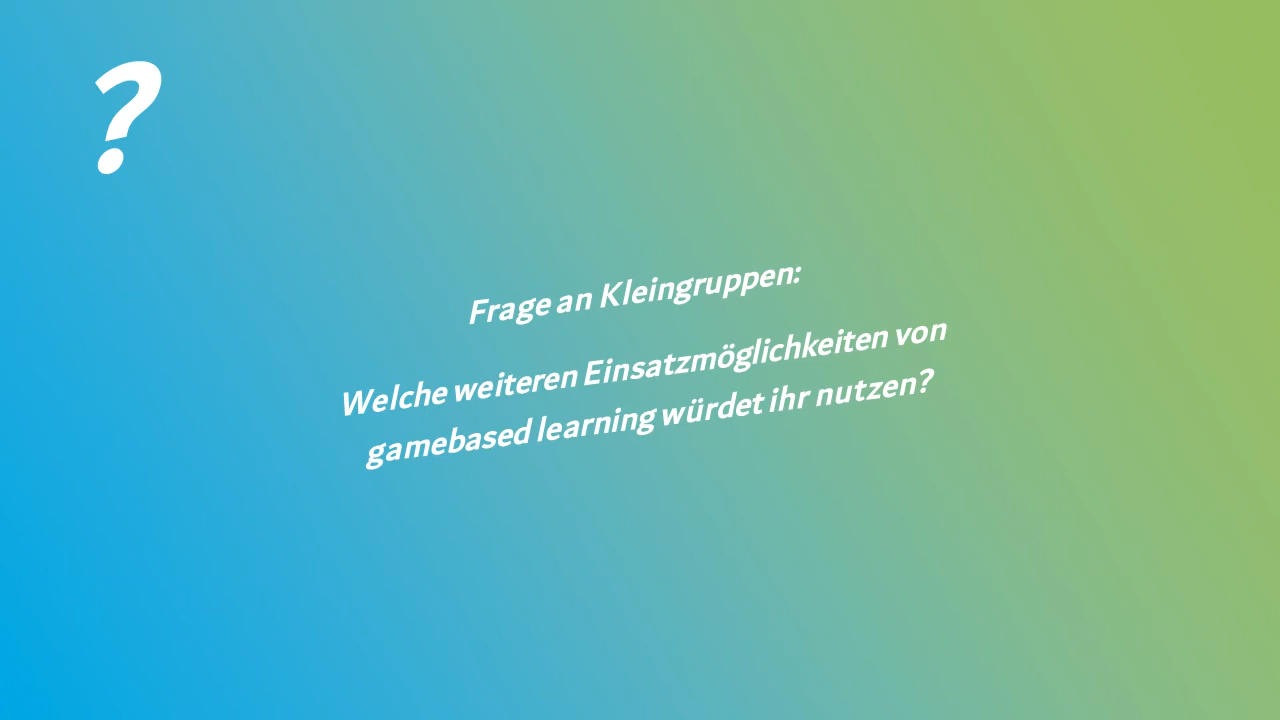 ?
Frage an Kleingruppen:
Welche weiteren Einsatzmöglichkeiten von
gamebased learning würdet ihr nutzen?